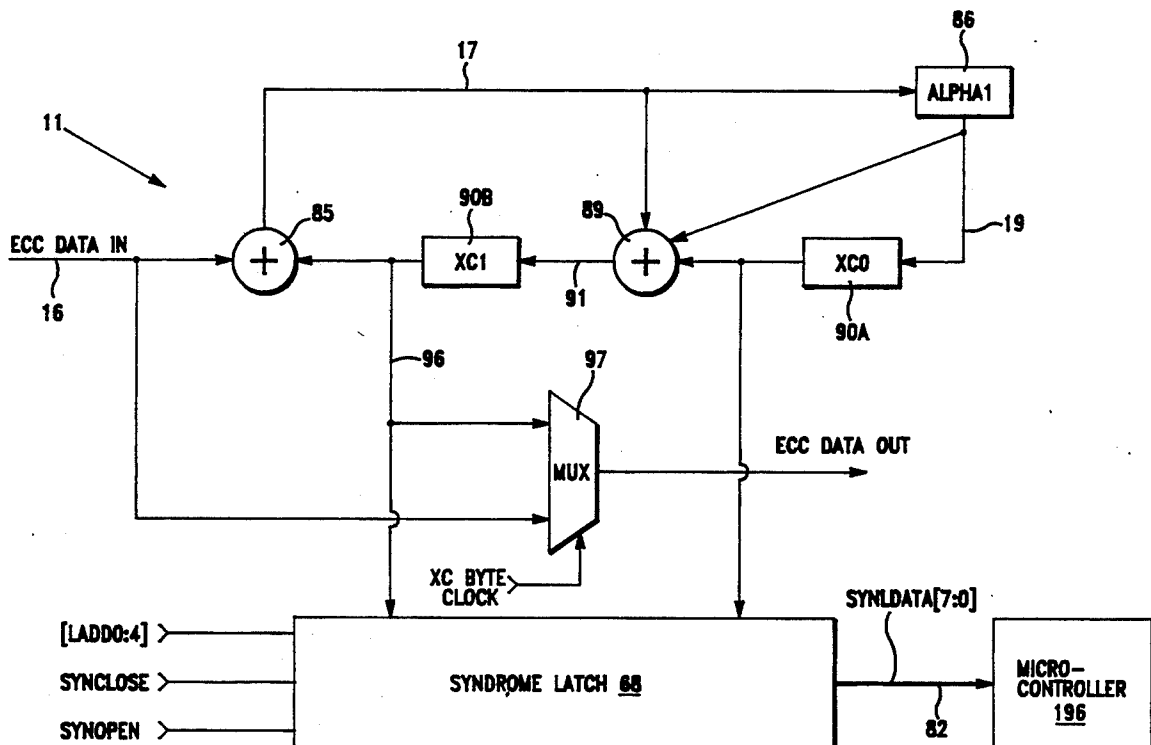 86
17
ALPHA1
11
90B
89
85
ECC DATA IN
XC1
XC0
19
16
91
90A
96
97
ECC DATA OUT
MUX
XC BYTE
CLOCK
SYNLDATA[7:0]
[LADD0:4]
SYNCLOSE
SYNDROME LATCH 68
MICRO-
CONTROLLER
196
82
SYNOPEN